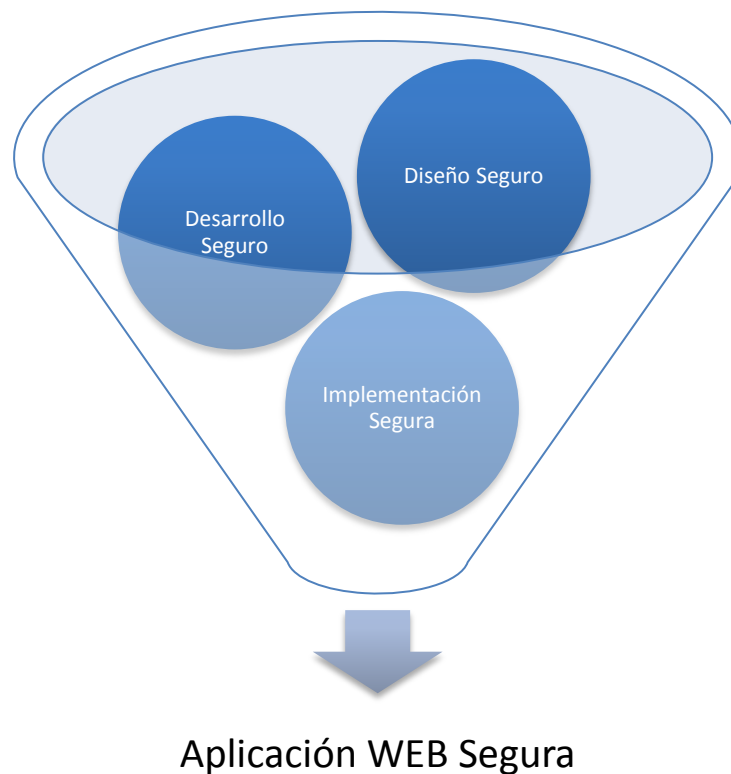 Diseño Seguro
Desarrollo
Seguro
Implementación
Segura
Aplicación WEB Segura